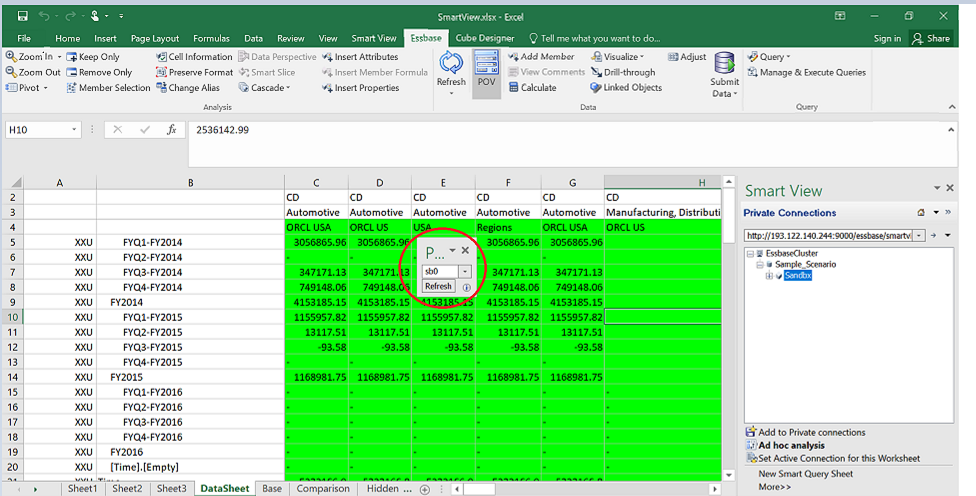 SmartView.xlsx - Excel
File Home Insert Page Layout Formulas Data Review View Smart View Essbase Cube Designer Tell me what you want to do... Sign in Share
Zoom In Keep Only Cell Information Data Perspective Insert Attributes Add Member Visualize Adjust Query
Zoom Out Remove Only Preserve Format Smart Slice Insert Member Formula View Comments Drill-through Manage & Execute Queries
Pivot Member Selection Change Alias Cascade Insert Properties Refresh POV Calculate Linked Objects Submit Data
Analysis Data Query
H10 fx 2536142.99
A B C D E F G H
2 CD CD CD CD CD CD
3 Automotive Automotive Automotive Automotive Automotive Manufacturing, Distributi
4 ORCL USA ORCL US USA Regions ORCL USA ORCL US
5 XXU FYQ1-FY2014 3056865.96 3056865.96 3056865.96 3056865.96
6 XXU FYQ2-FY2014 - - - -
7 XXU FYQ3-FY2014 347171.13 347171.13 347171.13 347171.13
8 XXU FYQ4-FY2014 749148.06 749148.06 749148.06 749148.06
9 XXU FY2014 4153185.15 4153185.15 4153185.15 4153185.15 4153185.15
10 XXU FYQ1-FY2015 1155957.82 1155957.82 1155957.82 1155957.82 1155957.82
11 XXU FYQ2-FY2015 13117.51 13117.51 13117.51 13117.51 13117.51
12 XXU FYQ3-FY2015 -93.58 -93.58 -93.58 -93.58 -93.58
13 XXU FYQ4-FY2015 - - - - -
14 XXU FY2015 1168981.75 1168981.75 1168981.75 1168981.75 1168981.75
15 XXU FYQ1-FY2016 - - - - -
16 XXU FYQ2-FY2016 - - - - -
17 XXU FYQ3-FY2016 - - - - -
18 XXU FYQ4-FY2016 - - - - -
19 XXU FY2016 - - - - -
20 XXU [Time].[Empty] - - - - -
P...
sb0
Refresh
Sheet1 Sheet2 Sheet3 DataSheet Base Comparison Hidden ...
Smart View
Private Connections
http://193.122.140.244:9000/essbase/smartv
EssbaseCluster
Sample_Scenario
Sandbx
Add to Private connections
Ad hoc analysis
Set Active Connection for this Worksheet
New Smart Query Sheet
More>>